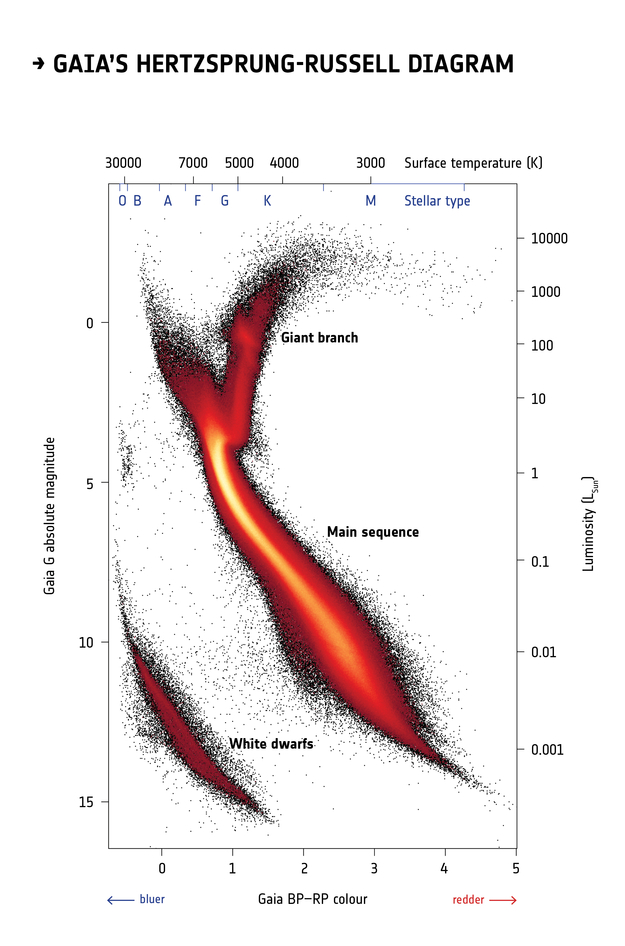 → GAIA'S HERTZSPRUNG-RUSSELL DIAGRAM
30000 7000 5000 4000 3000 Surface temperature (K)
O B A F G K M Stellar type
10000
1000
0
Giant branch
100
10
1
5
Main sequence
0.1
10
0.01
White dwarfs
0.001
15
Gaia G absolute magnitude
Luminosity (LSun)
0 1 2 3 4 5
← bluer Gaia BP–RP colour redder →